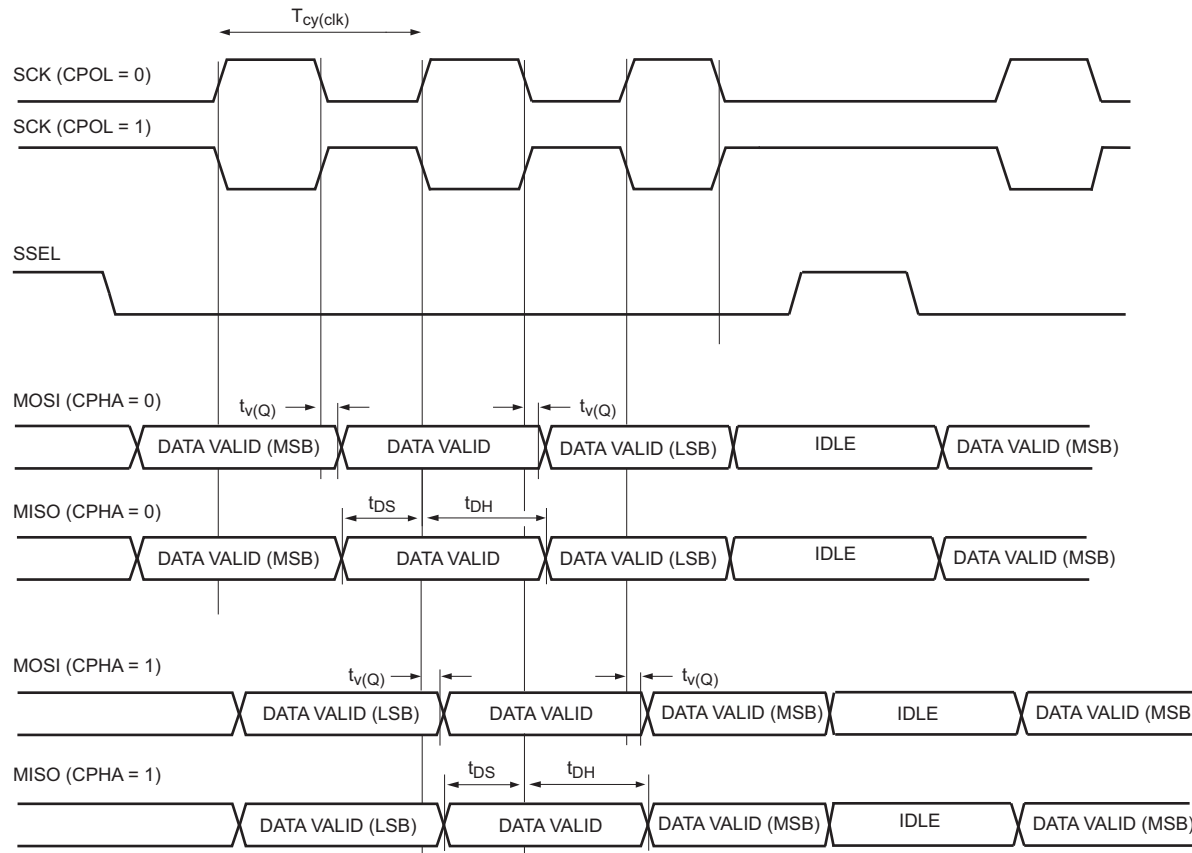 Tcy(clk)
SCK (CPOL = 0)
SCK (CPOL = 1)
SSEL
MOSI (CPHA = 0)
tv(Q) tv(Q)
DATA VALID (MSB) DATA VALID DATA VALID (LSB) IDLE DATA VALID (MSB)
MISO (CPHA = 0)
tDS tDH
DATA VALID (MSB) DATA VALID DATA VALID (LSB) IDLE DATA VALID (MSB)
MOSI (CPHA = 1)
tv(Q) tv(Q)
DATA VALID (LSB) DATA VALID DATA VALID (MSB) IDLE DATA VALID (MSB
MISO (CPHA = 1)
tDS tDH
DATA VALID (LSB) DATA VALID DATA VALID (MSB) IDLE DATA VALID (MSB)